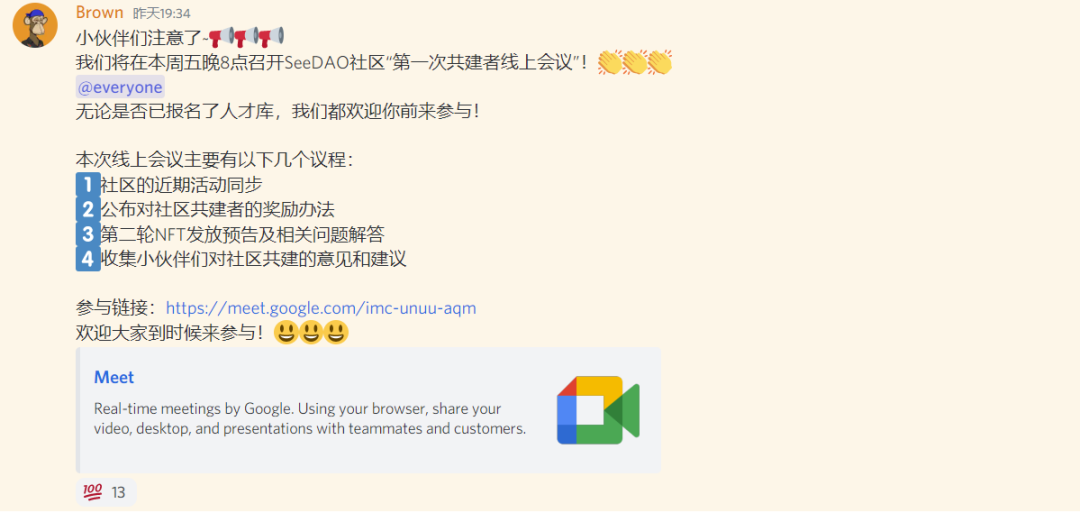 Brown 昨天19:34
小伙伴们注意了~📢📢📢
我们将在本周五晚8点召开SeeDAO社区“第一次共建者线上会议”！👏👏👏
@everyone
无论是否已报名了人才库，我们都欢迎你前来参与！
本次线上会议主要有以下几个议程：
1️⃣社区的近期活动同步
2️⃣公布对社区共建者的奖励办法
3️⃣第二轮NFT发放预告及相关问题解答
4️⃣收集小伙伴们对社区共建的意见和建议
参与链接：https://meet.google.com/imc-unuu-aqm
欢迎大家到时候来参与！😃😃😃
Meet
Real-time meetings by Google. Using your browser, share your
video, desktop, and presentations with teammates and customers.
💯 13